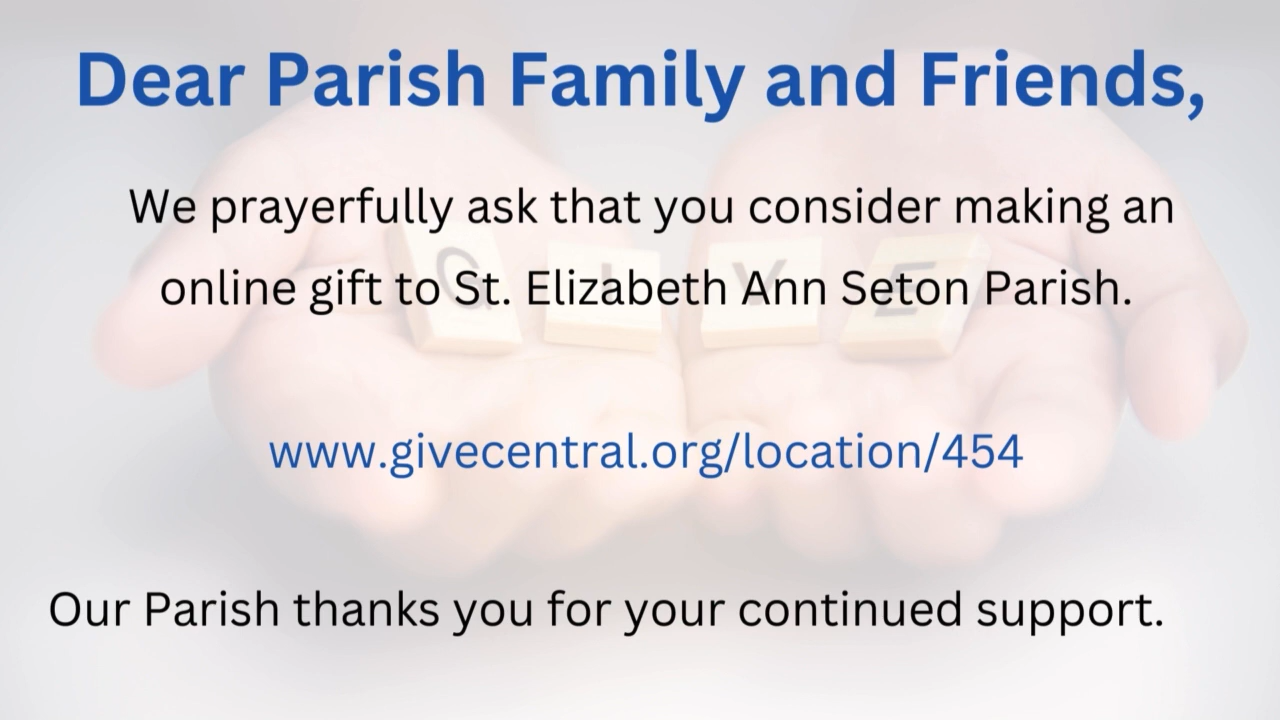 Dear Parish Family and Friends,
We prayerfully ask that you consider making an
online gift to St. Elizabeth Ann Seton Parish.
G I V E
www.givecentral.org/location/454
Our Parish thanks you for your continued support.